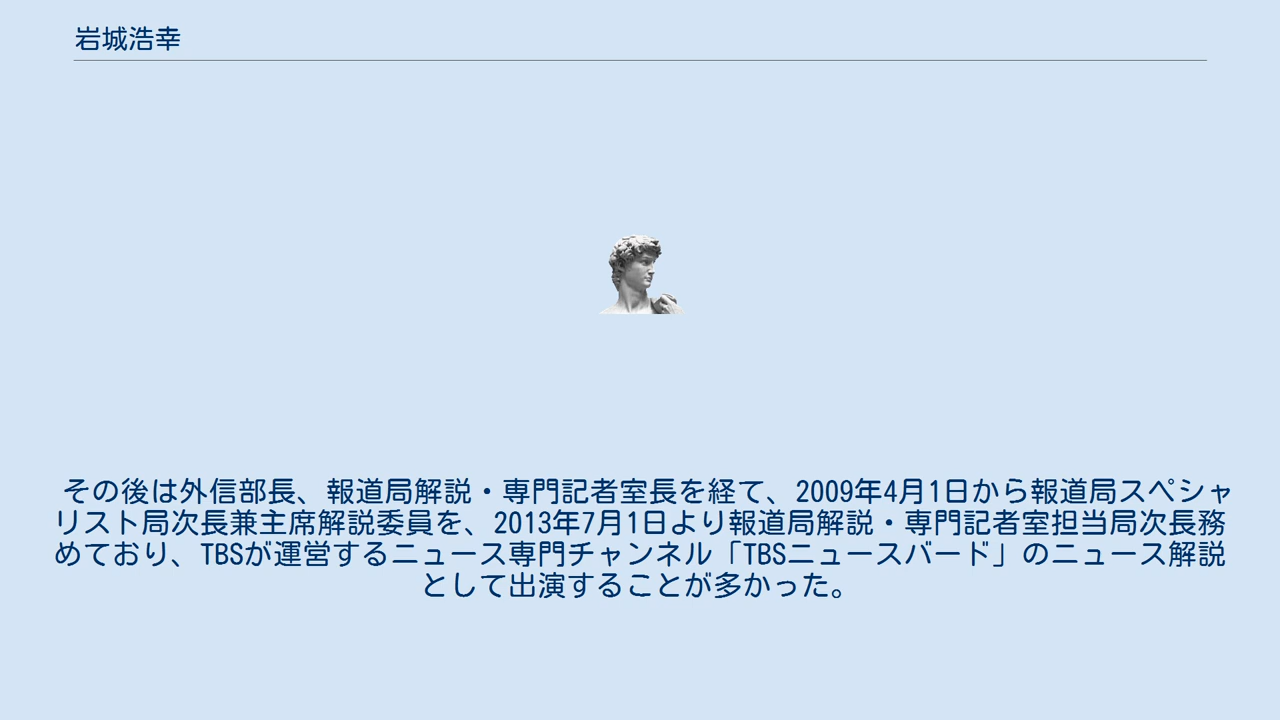 岩城浩幸
その後は外信部長、報道局解説・専門記者室長を経て、2009年4月1日から報道局スペシャ
リスト局次長兼主席解説委員を、2013年7月1日より報道局解説・専門記者室担当局次長務
めており、TBSが運営するニュース専門チャンネル「TBSニュースバード」のニュース解説
として出演することが多かった。